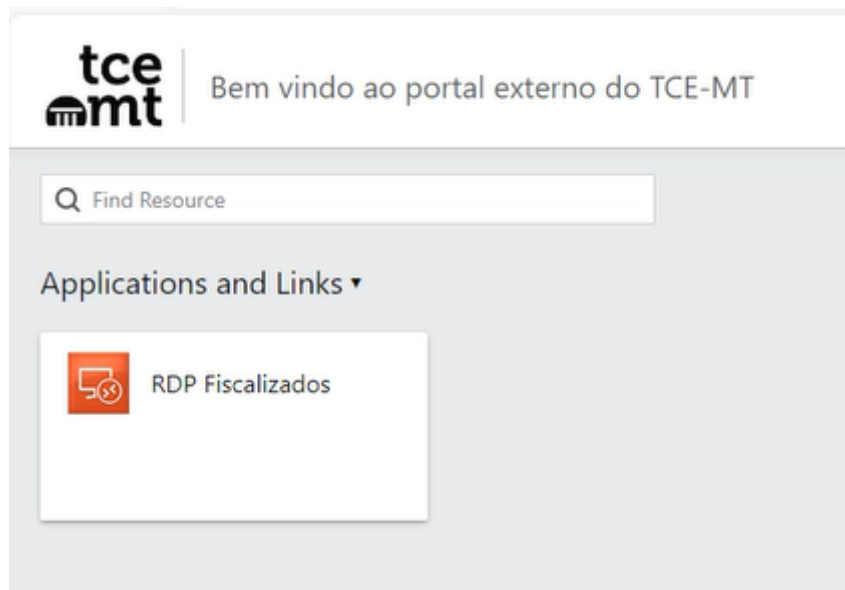 tce
mt
Bem vindo ao portal externo do TCE-MT
Find Resource
Applications and Links
RDP Fiscalizados